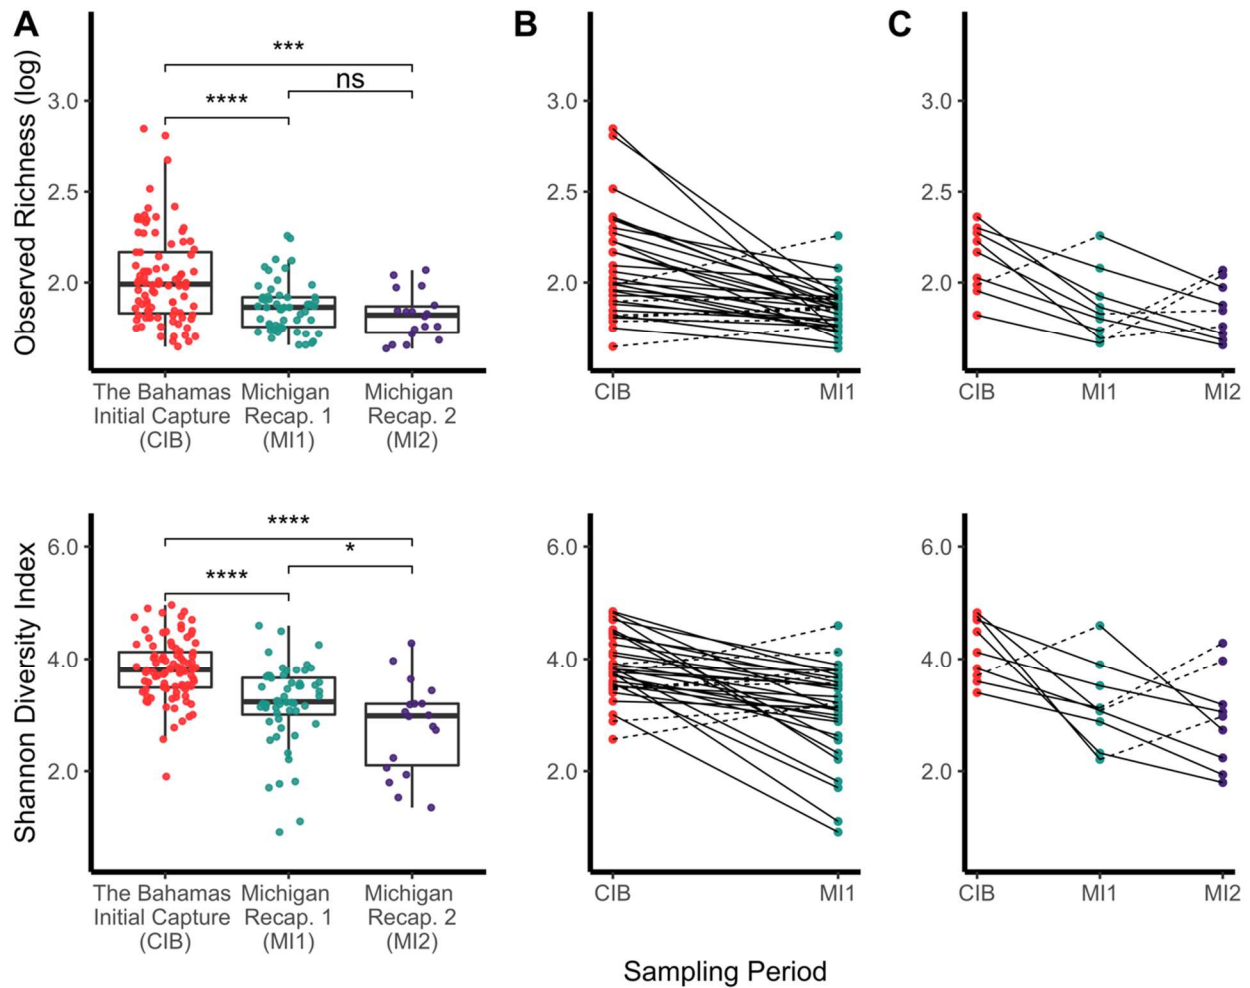 A
B
C
Observed Richness (log)
***
ns
****
3.0
2.5
2.0
The Bahamas
Initial Capture
(CIB)
Michigan
Recap. 1
(MI1)
Michigan
Recap. 2
(MI2)
3.0
2.5
2.0
CIB
MI1
3.0
2.5
2.0
CIB
MI1
MI2
Shannon Diversity Index
****
*
****
6.0
4.0
2.0
The Bahamas
Initial Capture
(CIB)
Michigan
Recap. 1
(MI1)
Michigan
Recap. 2
(MI2)
6.0
4.0
2.0
CIB
MI1
6.0
4.0
2.0
CIB
MI1
MI2
Sampling Period